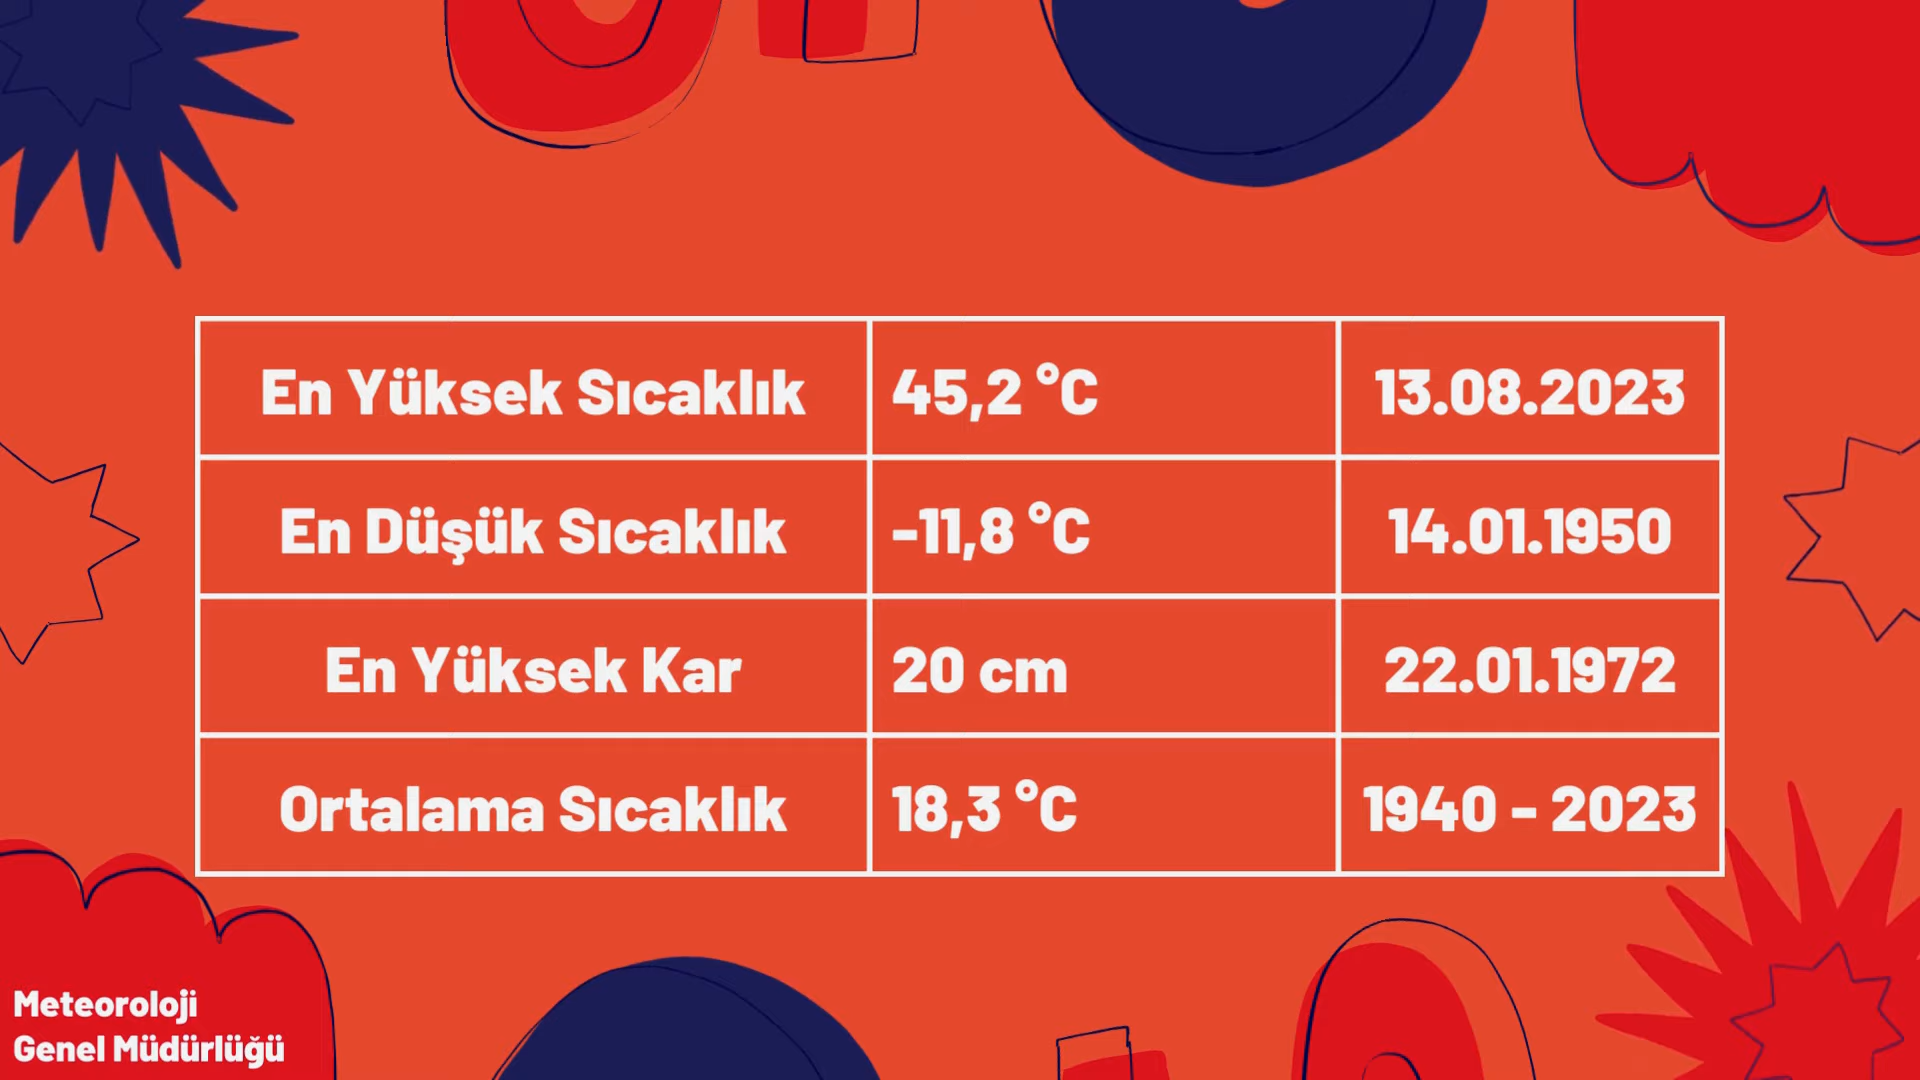 En Yüksek Sıcaklık 45,2 °C 13.08.2023
En Düşük Sıcaklık -11,8 °C 14.01.1950
En Yüksek Kar 20 cm 22.01.1972
Ortalama Sıcaklık 18,3 °C 1940 - 2023
Meteoroloji
Genel Müdürlüğü